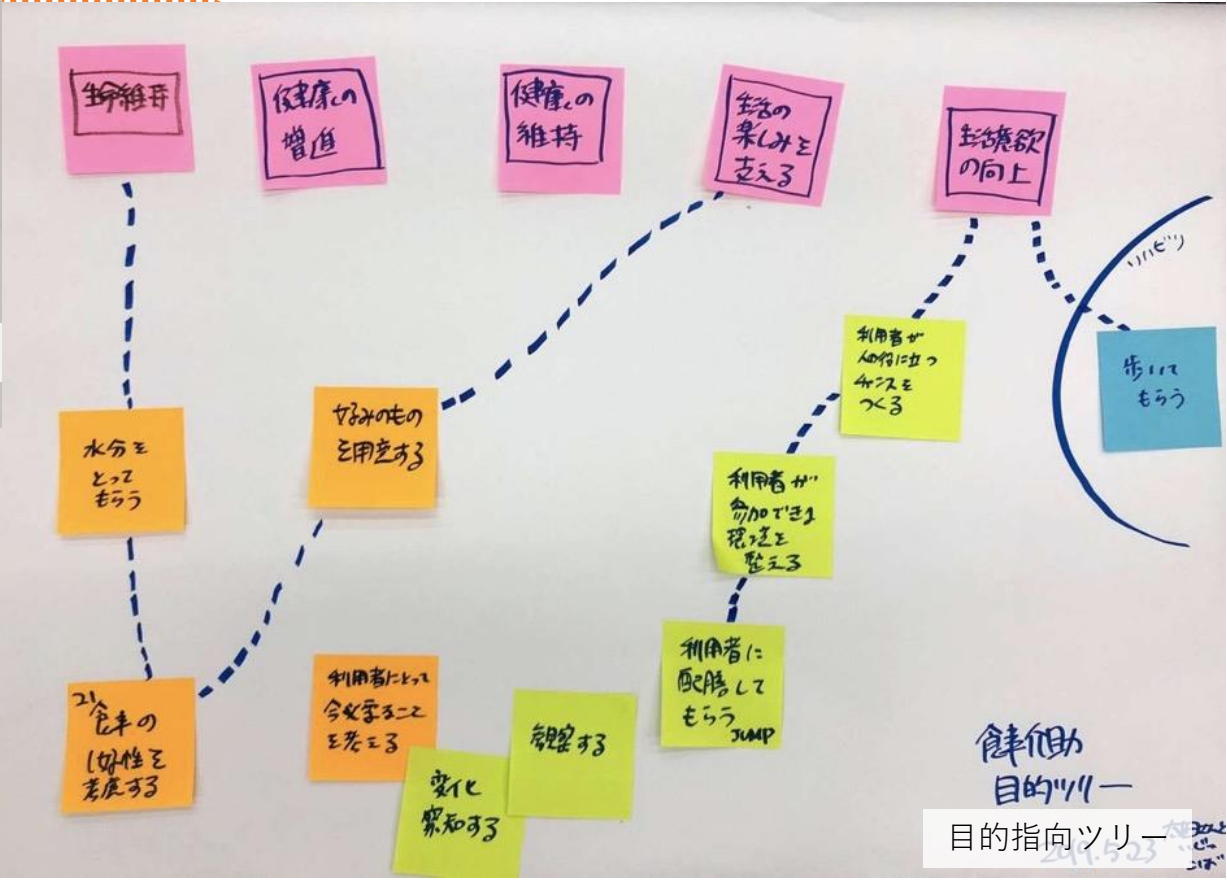 生命維持
健康の
増進
健康の
維持
生活の
楽しみを
支える
生活意欲
の向上
リハビリ
利用者が
人の役に立つ
チャンスを
つくる
歩いて
もらう
好みのもの
を用意する
水分を
とって
もらう
利用者が
参加できる
環境を
整える
利用者に
配膳して
もらう
JUMP
利用者にとって
今必要なこと
を考える
21
食事の
嗜好性を
考慮する
観察する
変化
察知する
食事介助
目的ツリー
目的指向ツリー
2019.5.23